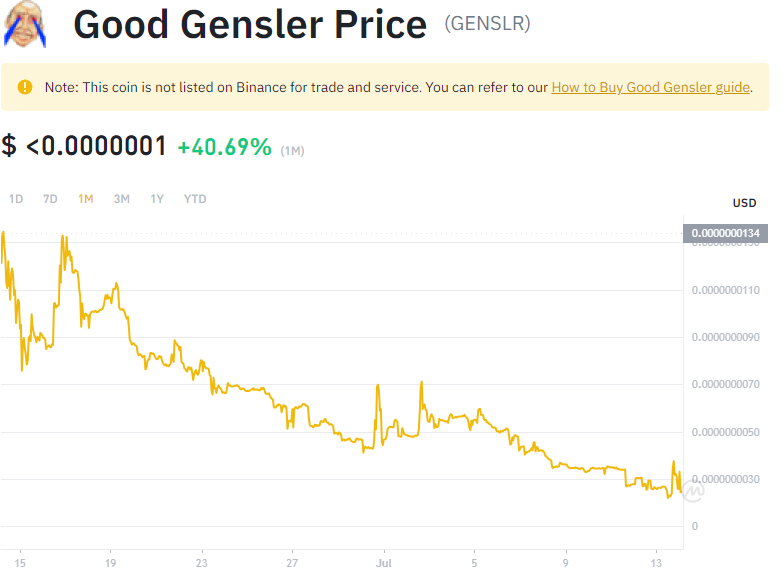 Good Gensler Price (GENSLR)
Note: This coin is not listed on Binance for trade and service. You can refer to our How to Buy Good Gensler guide.
$ <0.0000001 +40.69% (1M)
1D 7D 1M 3M 1Y YTD
USD
0.0000000134
0.0000000110
0.0000000090
0.0000000070
0.0000000050
0.0000000030
0
15 19 23 27 Jul 5 9 13